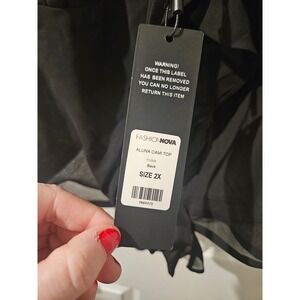 WARNING!
ONCE THIS LABEL
HAS BEEN REMOVED
YOU CAN NO LONGER
RETURN THIS ITEM
FASHIONNOVA
ALUNA CAMI TOP
Black
SIZE 2X